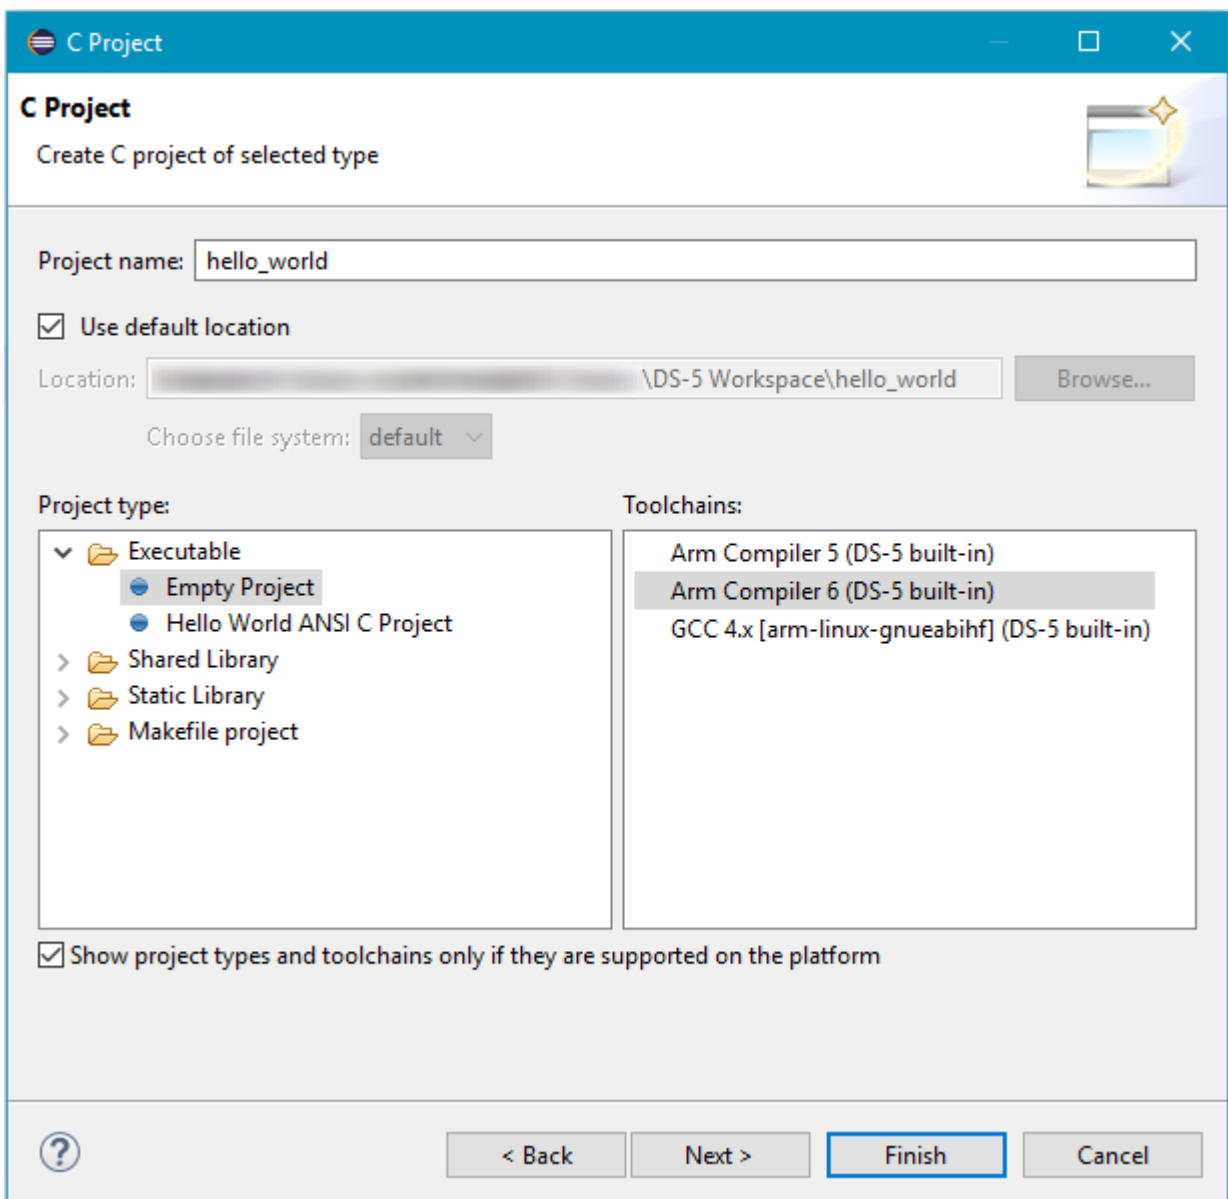 C Project
C Project
Create C project of selected type
Project name: hello_world
Use default location
Location: \DS-5 Workspace\hello_world Browse...
Choose file system: default
Project type: Toolchains:
Executable
Empty Project
Hello World ANSI C Project
Shared Library
Static Library
Makefile project
Arm Compiler 5 (DS-5 built-in)
Arm Compiler 6 (DS-5 built-in)
GCC 4.x [arm-linux-gnueabihf] (DS-5 built-in)
Show project types and toolchains only if they are supported on the platform
? < Back Next > Finish Cancel